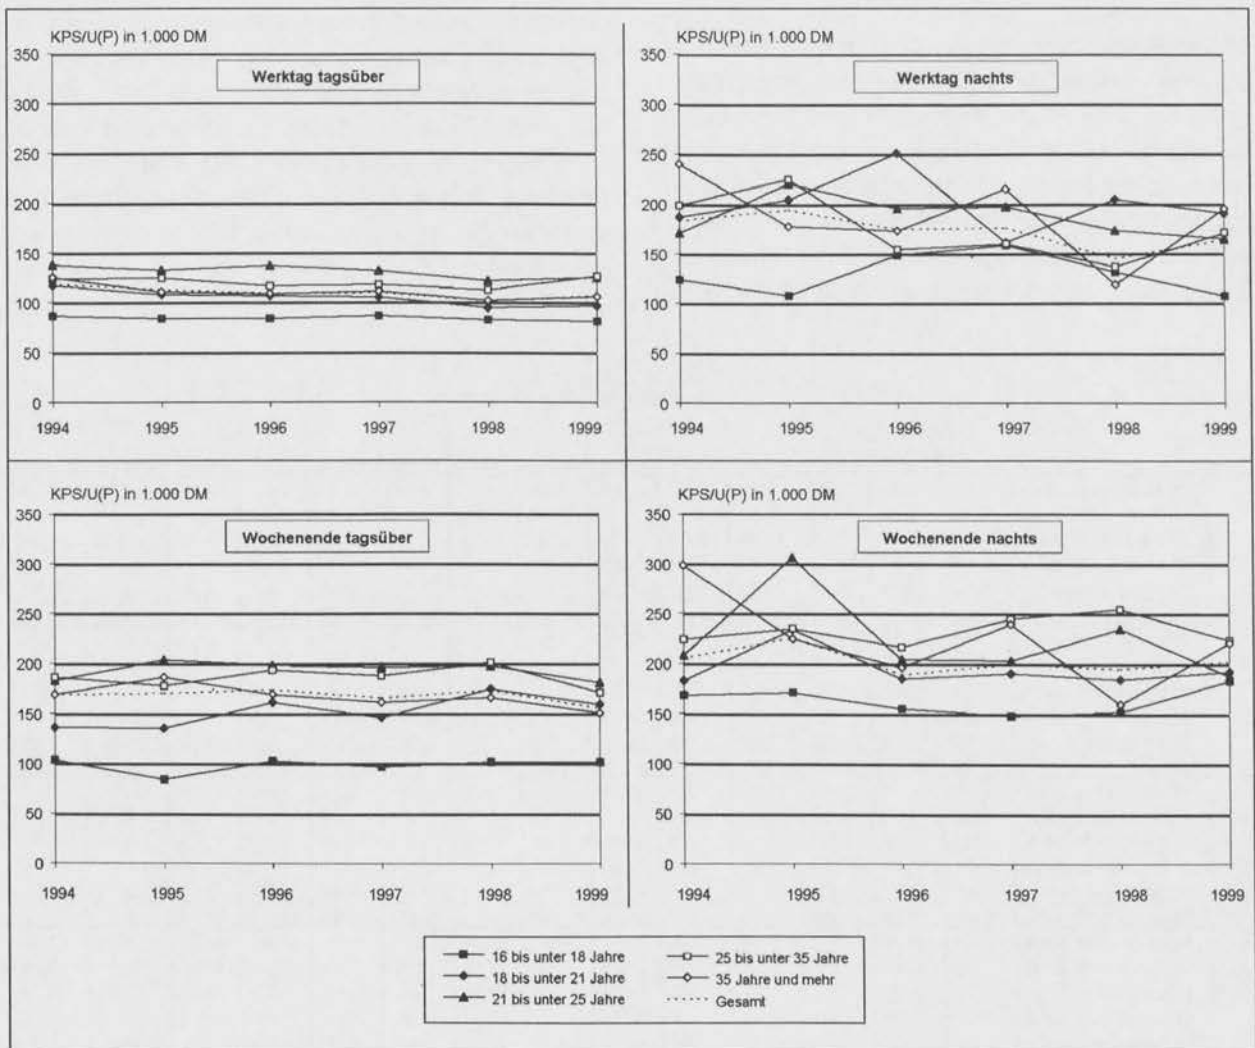 KPS/U(P) in 1.000 DM
Werktag tagsüber
350
300
250
200
150
100
50
0
1994 1995 1996 1997 1998 1999
KPS/U(P) in 1.000 DM
Werktag nachts
350
300
250
200
150
100
50
0
1994 1995 1996 1997 1998 1999
KPS/U(P) in 1.000 DM
Wochenende tagsüber
350
300
250
200
150
100
50
0
1994 1995 1996 1997 1998 1999
KPS/U(P) in 1.000 DM
Wochenende nachts
350
300
250
200
150
100
50
0
1994 1995 1996 1997 1998 1999
16 bis unter 18 Jahre
18 bis unter 21 Jahre
21 bis unter 25 Jahre
25 bis unter 35 Jahre
35 Jahre und mehr
Gesamt